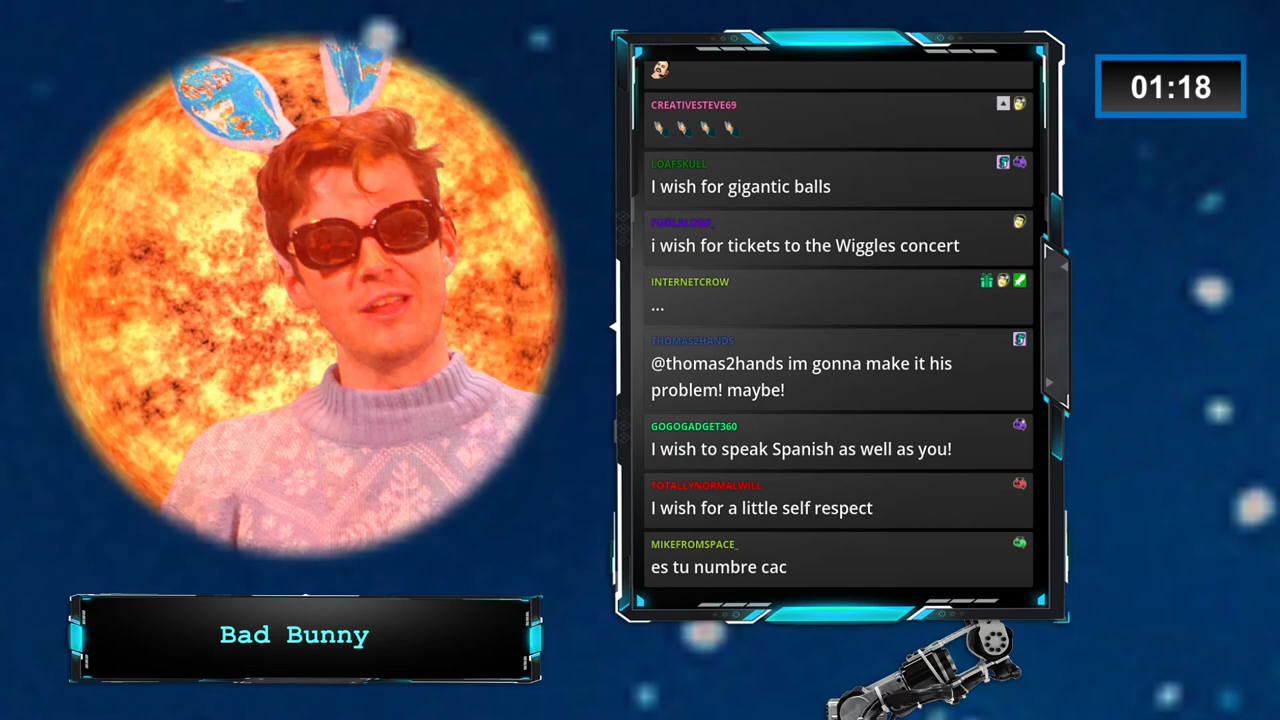 CREATIVESTEVE69
LOAFSKULL
I wish for gigantic balls
i wish for tickets to the Wiggles concert
INTERNETCROW
...
THOMAS2HANDS
@thomas2hands im gonna make it his
problem! maybe!
GOGOGADGET360
I wish to speak Spanish as well as you!
TOTALLYNORMALWILL
I wish for a little self respect
MIKEFROMSPACE_
es tu numbre cac
01:18
Bad Bunny